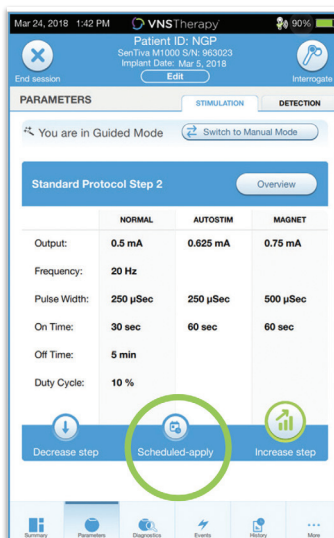 Mar 24, 2018 1:42 PM VNSTherapy 90%
Patient
ID: NGP
SenTiva M1000 S/N: 963023
Implant Date: Mar 5, 2018
End session Edit Interrogate
PARAMETERS STIMULATION DETECTION
You are in Guided Mode Switch to Manual Mode
Standard Protocol Step 2 Overview
NORMAL AUTOSTIM MAGNET
Output: 0.5 mA 0.625 mA 0.75 mA
Frequency: 20 Hz
Pulse Width: 250 µSec 250 µSec 500 µSec
On Time: 30 sec 60 sec 60 sec
Off Time: 5 min
Duty Cycle: 10 %
Decrease step Scheduled-apply Increase step
Summary Parameters Diagnostics Events History More